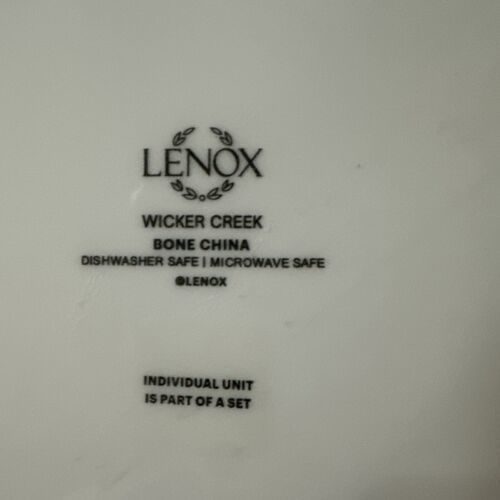 LENOX
WICKER CREEK
BONE CHINA
DISHWASHER SAFE | MICROWAVE SAFE
©LENOX
INDIVIDUAL UNIT
IS PART OF A SET